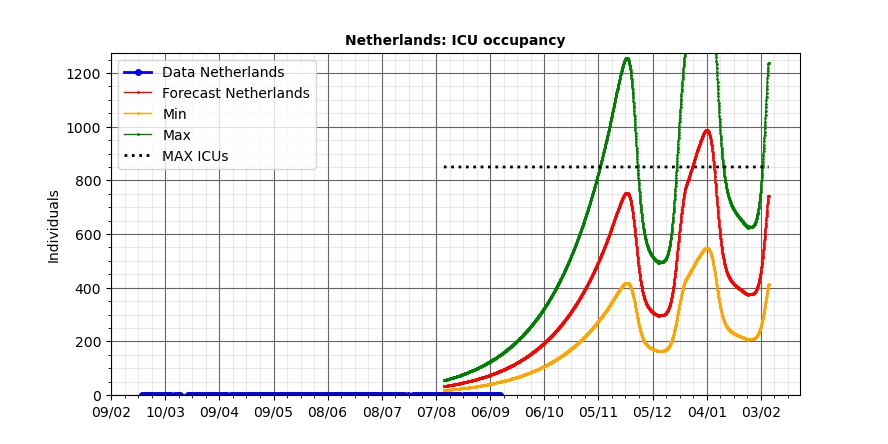 Netherlands: ICU occupancy
Individuals
1200
1000
800
600
400
200
0
Data Netherlands
Forecast Netherlands
Min
Max
MAX ICUs
09/02 10/03 09/04 09/05 08/06 08/07 07/08 06/09 06/10 05/11 05/12 04/01 03/02